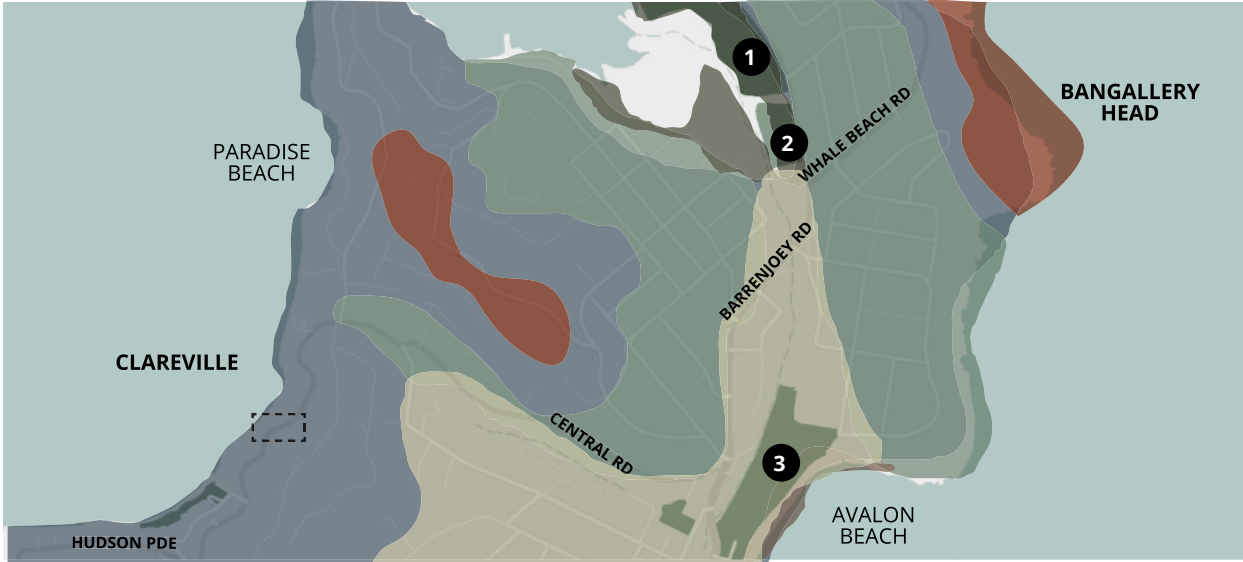 1
BANGALLERY
HEAD
2
WHALE BEACH RD
PARADISE
BEACH
BARRENJOEY RD
CLAREVILLE
CENTRAL RD
3
AVALON
BEACH
HUDSON PDE